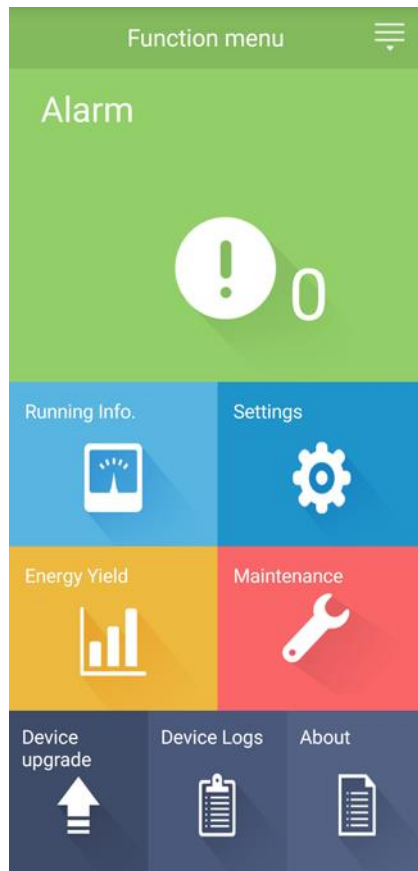 Function menu
Alarm
0
Running Info.
Settings
Energy Yield
Maintenance
Device
upgrade
Device Logs
About